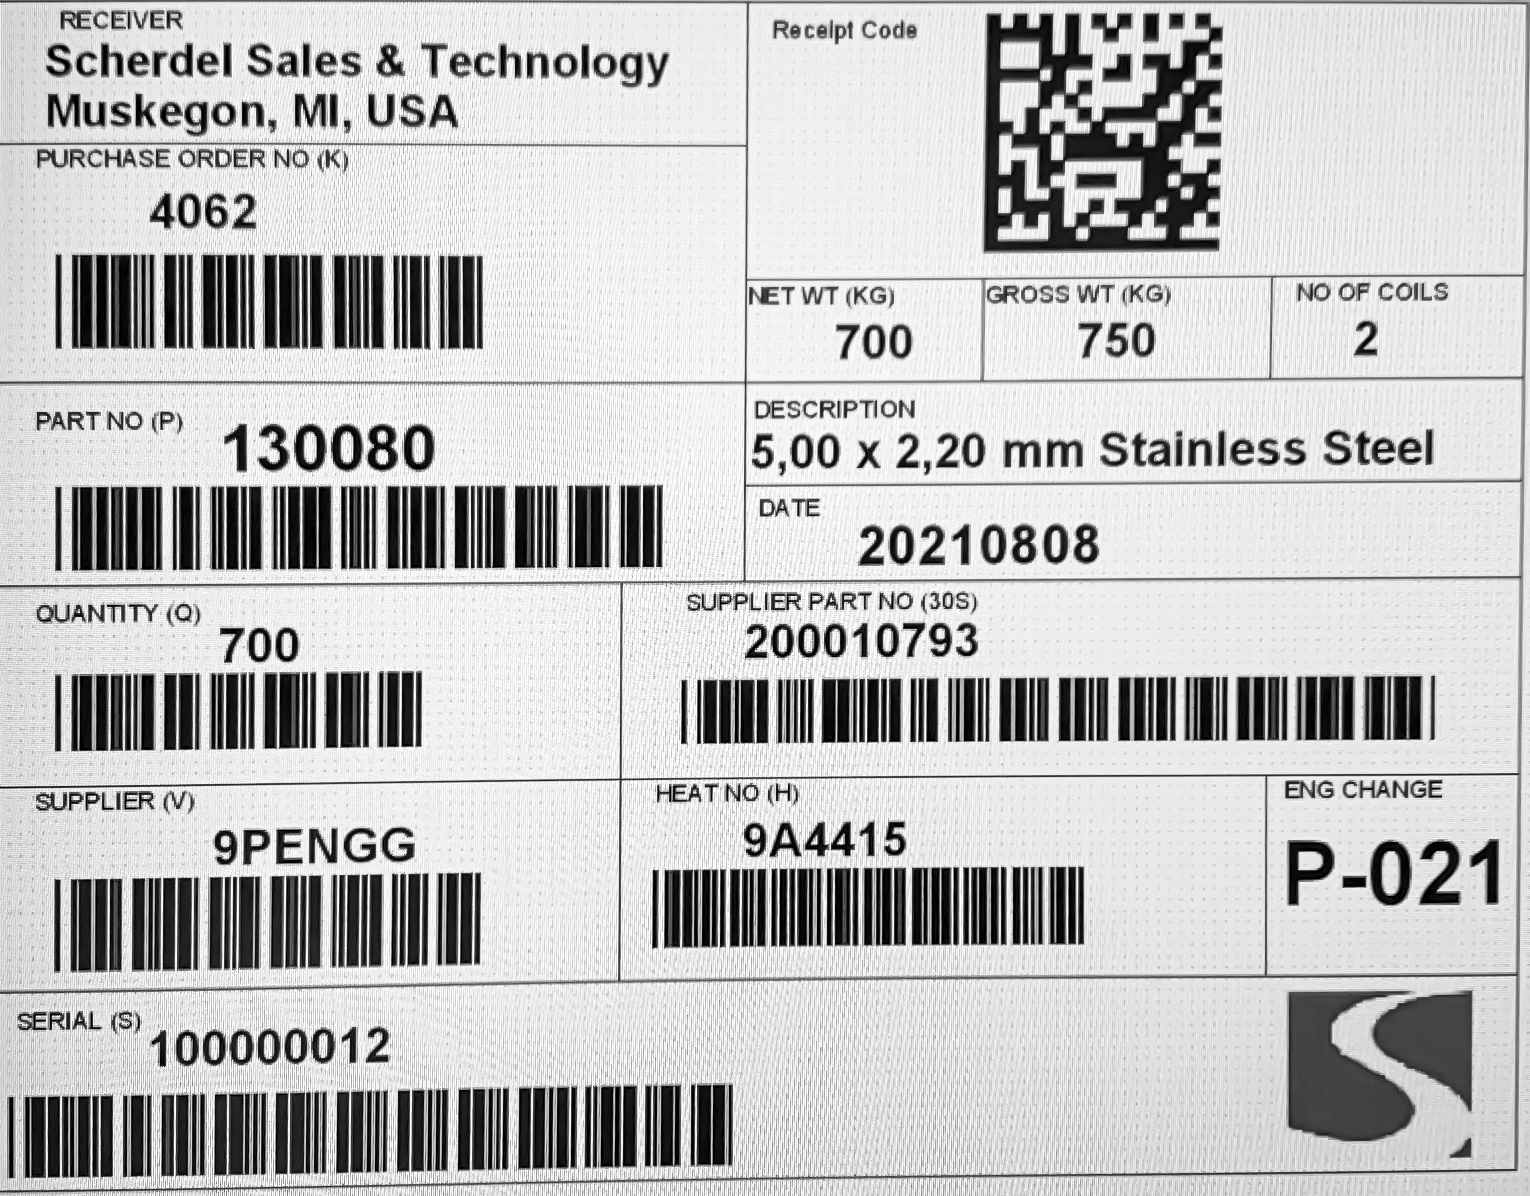 RECEIVER
Scherdel Sales & Technology
Muskegon, MI, USA
Receipt Code
PURCHASE ORDER NO (K)
4062
NET WT (KG)
700
GROSS WT (KG)
750
NO OF COILS
2
PART NO (P)
130080
DESCRIPTION
5,00 x 2,20 mm Stainless Steel
DATE
20210808
QUANTITY (Q)
700
SUPPLIER PART NO (30S)
200010793
SUPPLIER (V)
9PENGG
HEAT NO (H)
9A4415
ENG CHANGE
P-021
SERIAL (S)
100000012